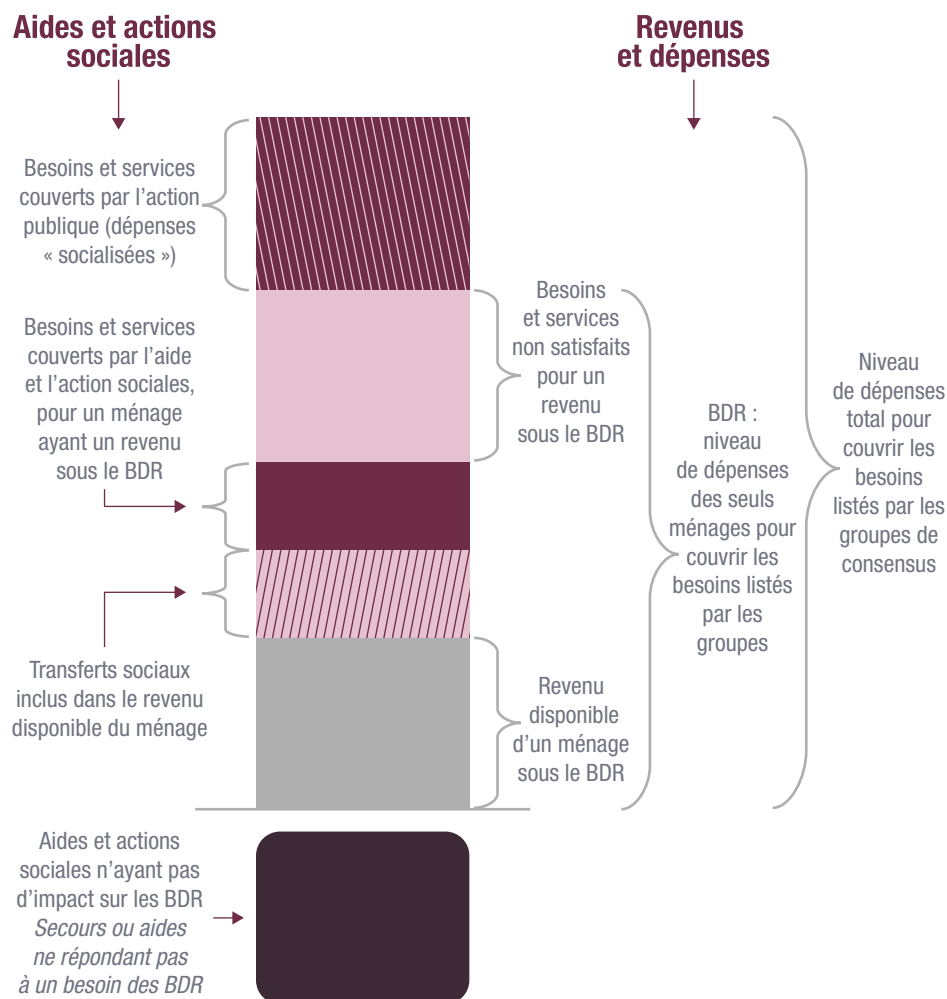 Aides et actions
sociales
Revenus
et dépenses
Besoins et services
couverts par l'action
publique (dépenses
« socialisées »)
Besoins et services
couverts par l'aide
et l'action sociales,
pour un ménage
ayant un revenu
sous le BDR
Transferts sociaux
inclus dans le revenu
disponible du ménage
Besoins
et services
non satisfaits
pour un
revenu
sous le BDR
Revenu
disponible
d'un ménage
sous le BDR
BDR :
niveau
de dépenses
des seuls
ménages pour
couvrir les
besoins listés
par les
groupes
Niveau
de dépenses
total pour
couvrir les
besoins
listés par les
groupes de
consensus
Aides et actions
sociales n'ayant pas
d'impact sur les BDR
Secours ou aides
ne répondant pas
à un besoin des BDR